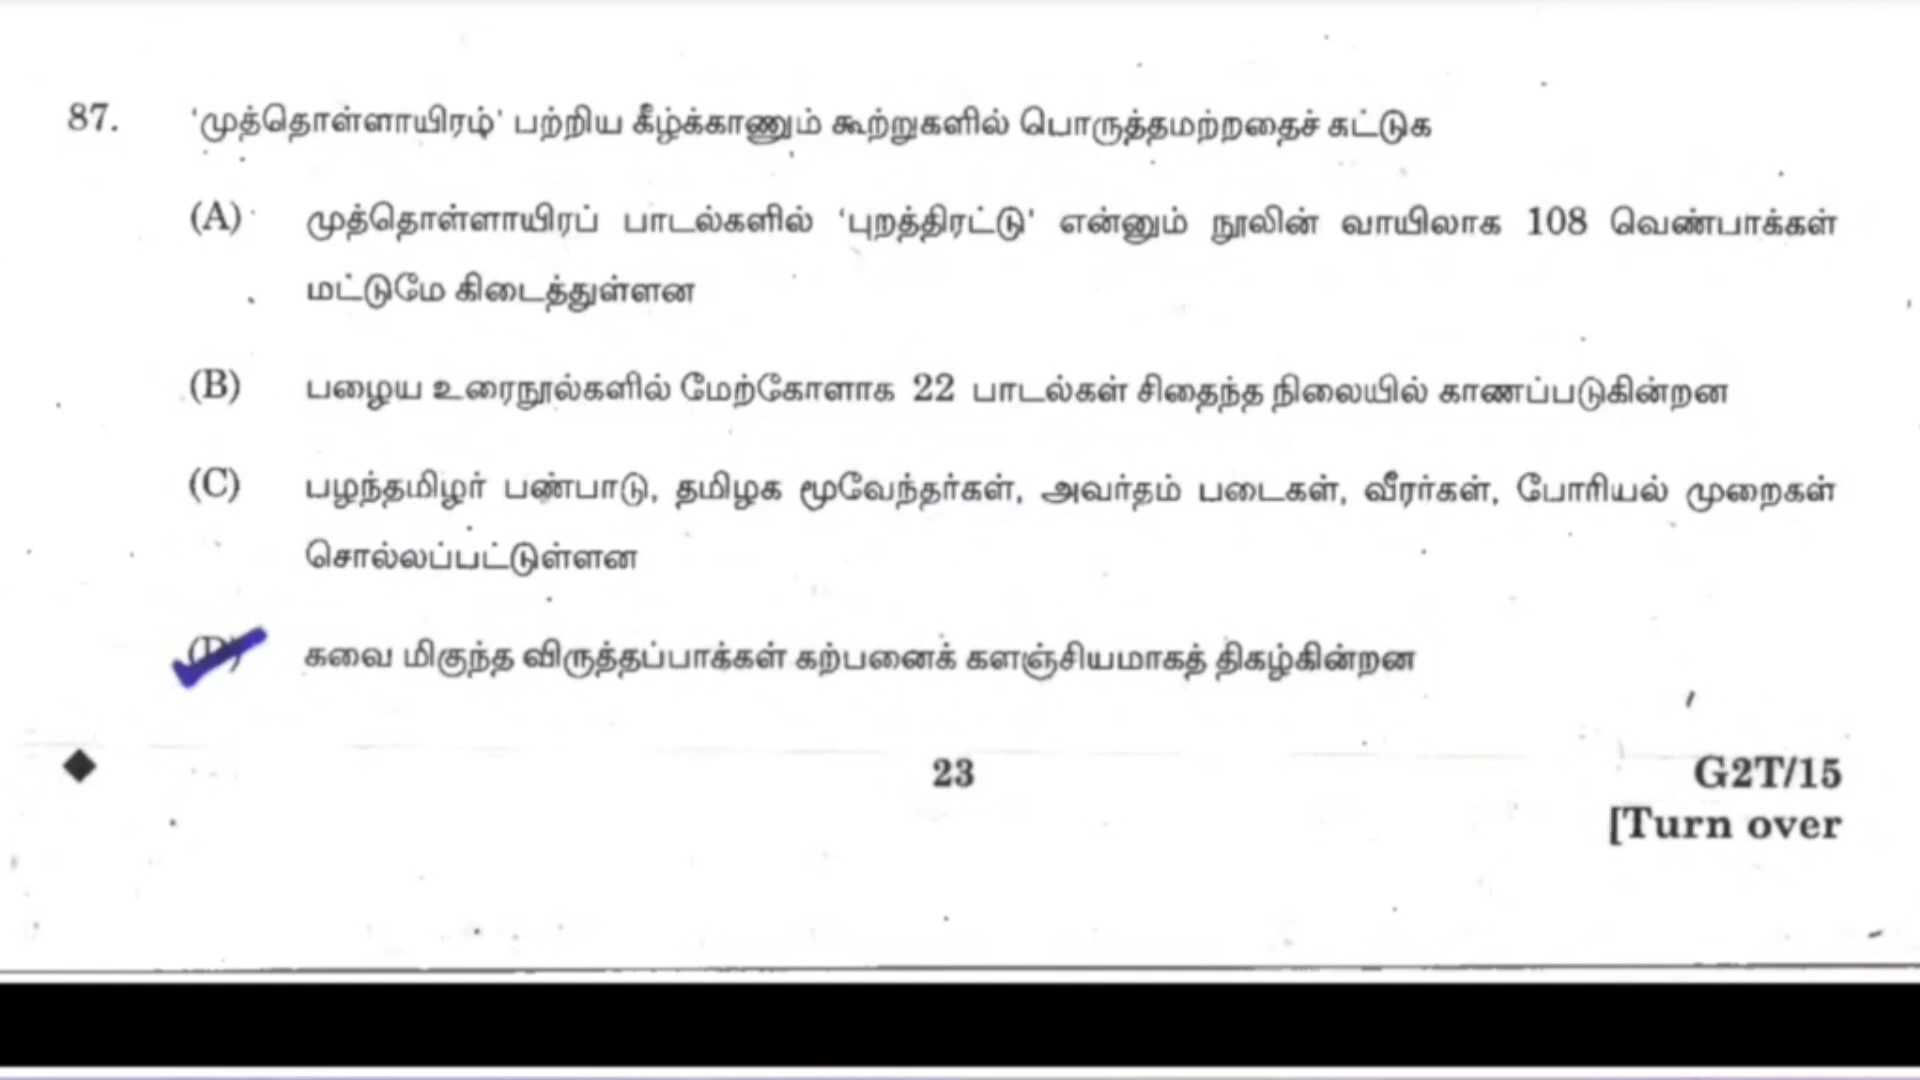 87. 'முத்தொள்ளாயிரம்' பற்றிய கீழ்க்காணும் கூற்றுகளில் பொருத்தமற்றதைச் சுட்டுக
(A) முத்தொள்ளாயிரப் பாடல்களில் 'புறத்திரட்டு' என்னும் நூலின் வாயிலாக 108 வெண்பாக்கள்
மட்டுமே கிடைத்துள்ளன
(B) பழைய உரைநூல்களில் மேற்கோளாக 22 பாடல்கள் சிதைந்த நிலையில் காணப்படுகின்றன
(C) பழந்தமிழர் பண்பாடு, தமிழக மூவேந்தர்கள், அவர்தம் படைகள், வீரர்கள், போரியல் முறைகள்
சொல்லப்பட்டுள்ளன
(D) சுவை மிகுந்த விருத்தப்பாக்கள் கற்பனைக் களஞ்சியமாகத் திகழ்கின்றன
◆ 23 G2T/15
[Turn over